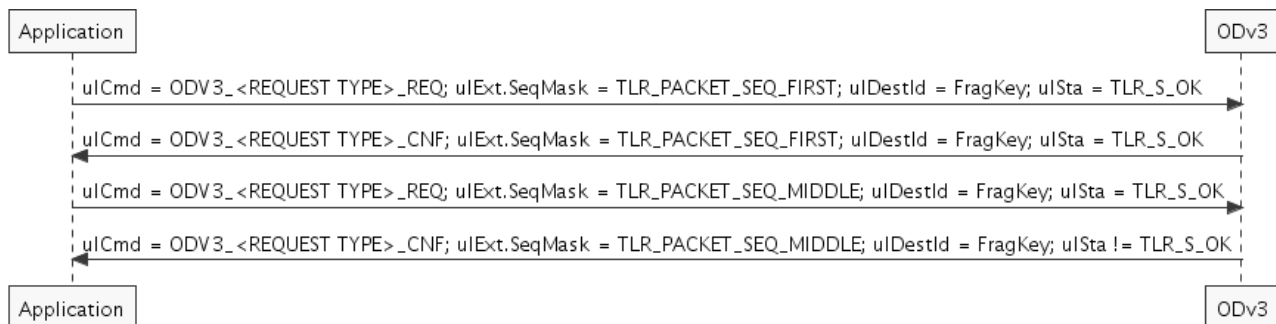 Application ODv3
ulCmd = ODV3_<REQUEST TYPE>_REQ; ulExt.SeqMask = TLR_PACKET_SEQ_FIRST; ulDestId = FragKey; ulSta = TLR_S_OK
ulCmd = ODV3_<REQUEST TYPE>_CNF; ulExt.SeqMask = TLR_PACKET_SEQ_FIRST; ulDestId = FragKey; ulSta = TLR_S_OK
ulCmd = ODV3_<REQUEST TYPE>_REQ; ulExt.SeqMask = TLR_PACKET_SEQ_MIDDLE; ulDestId = FragKey; ulSta = TLR_S_OK
ulCmd = ODV3_<REQUEST TYPE>_CNF; ulExt.SeqMask = TLR_PACKET_SEQ_MIDDLE; ulDestId = FragKey; ulSta != TLR_S_OK
Application ODv3